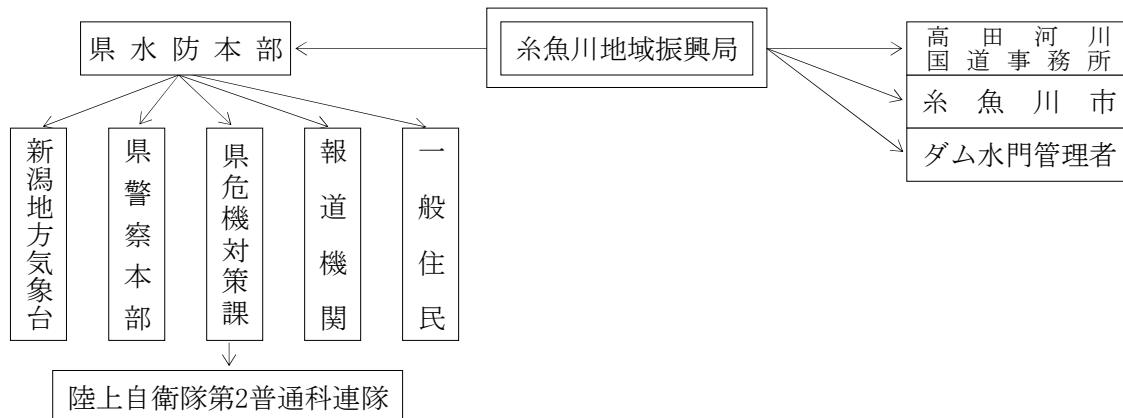 県水防本部
糸魚川地域振興局
高田河川
国道事務所
糸魚川市
ダム水門管理者
新潟地方気象台
県警察本部
県危機対策課
報道機関
一般住民
陸上自衛隊第2普通科連隊